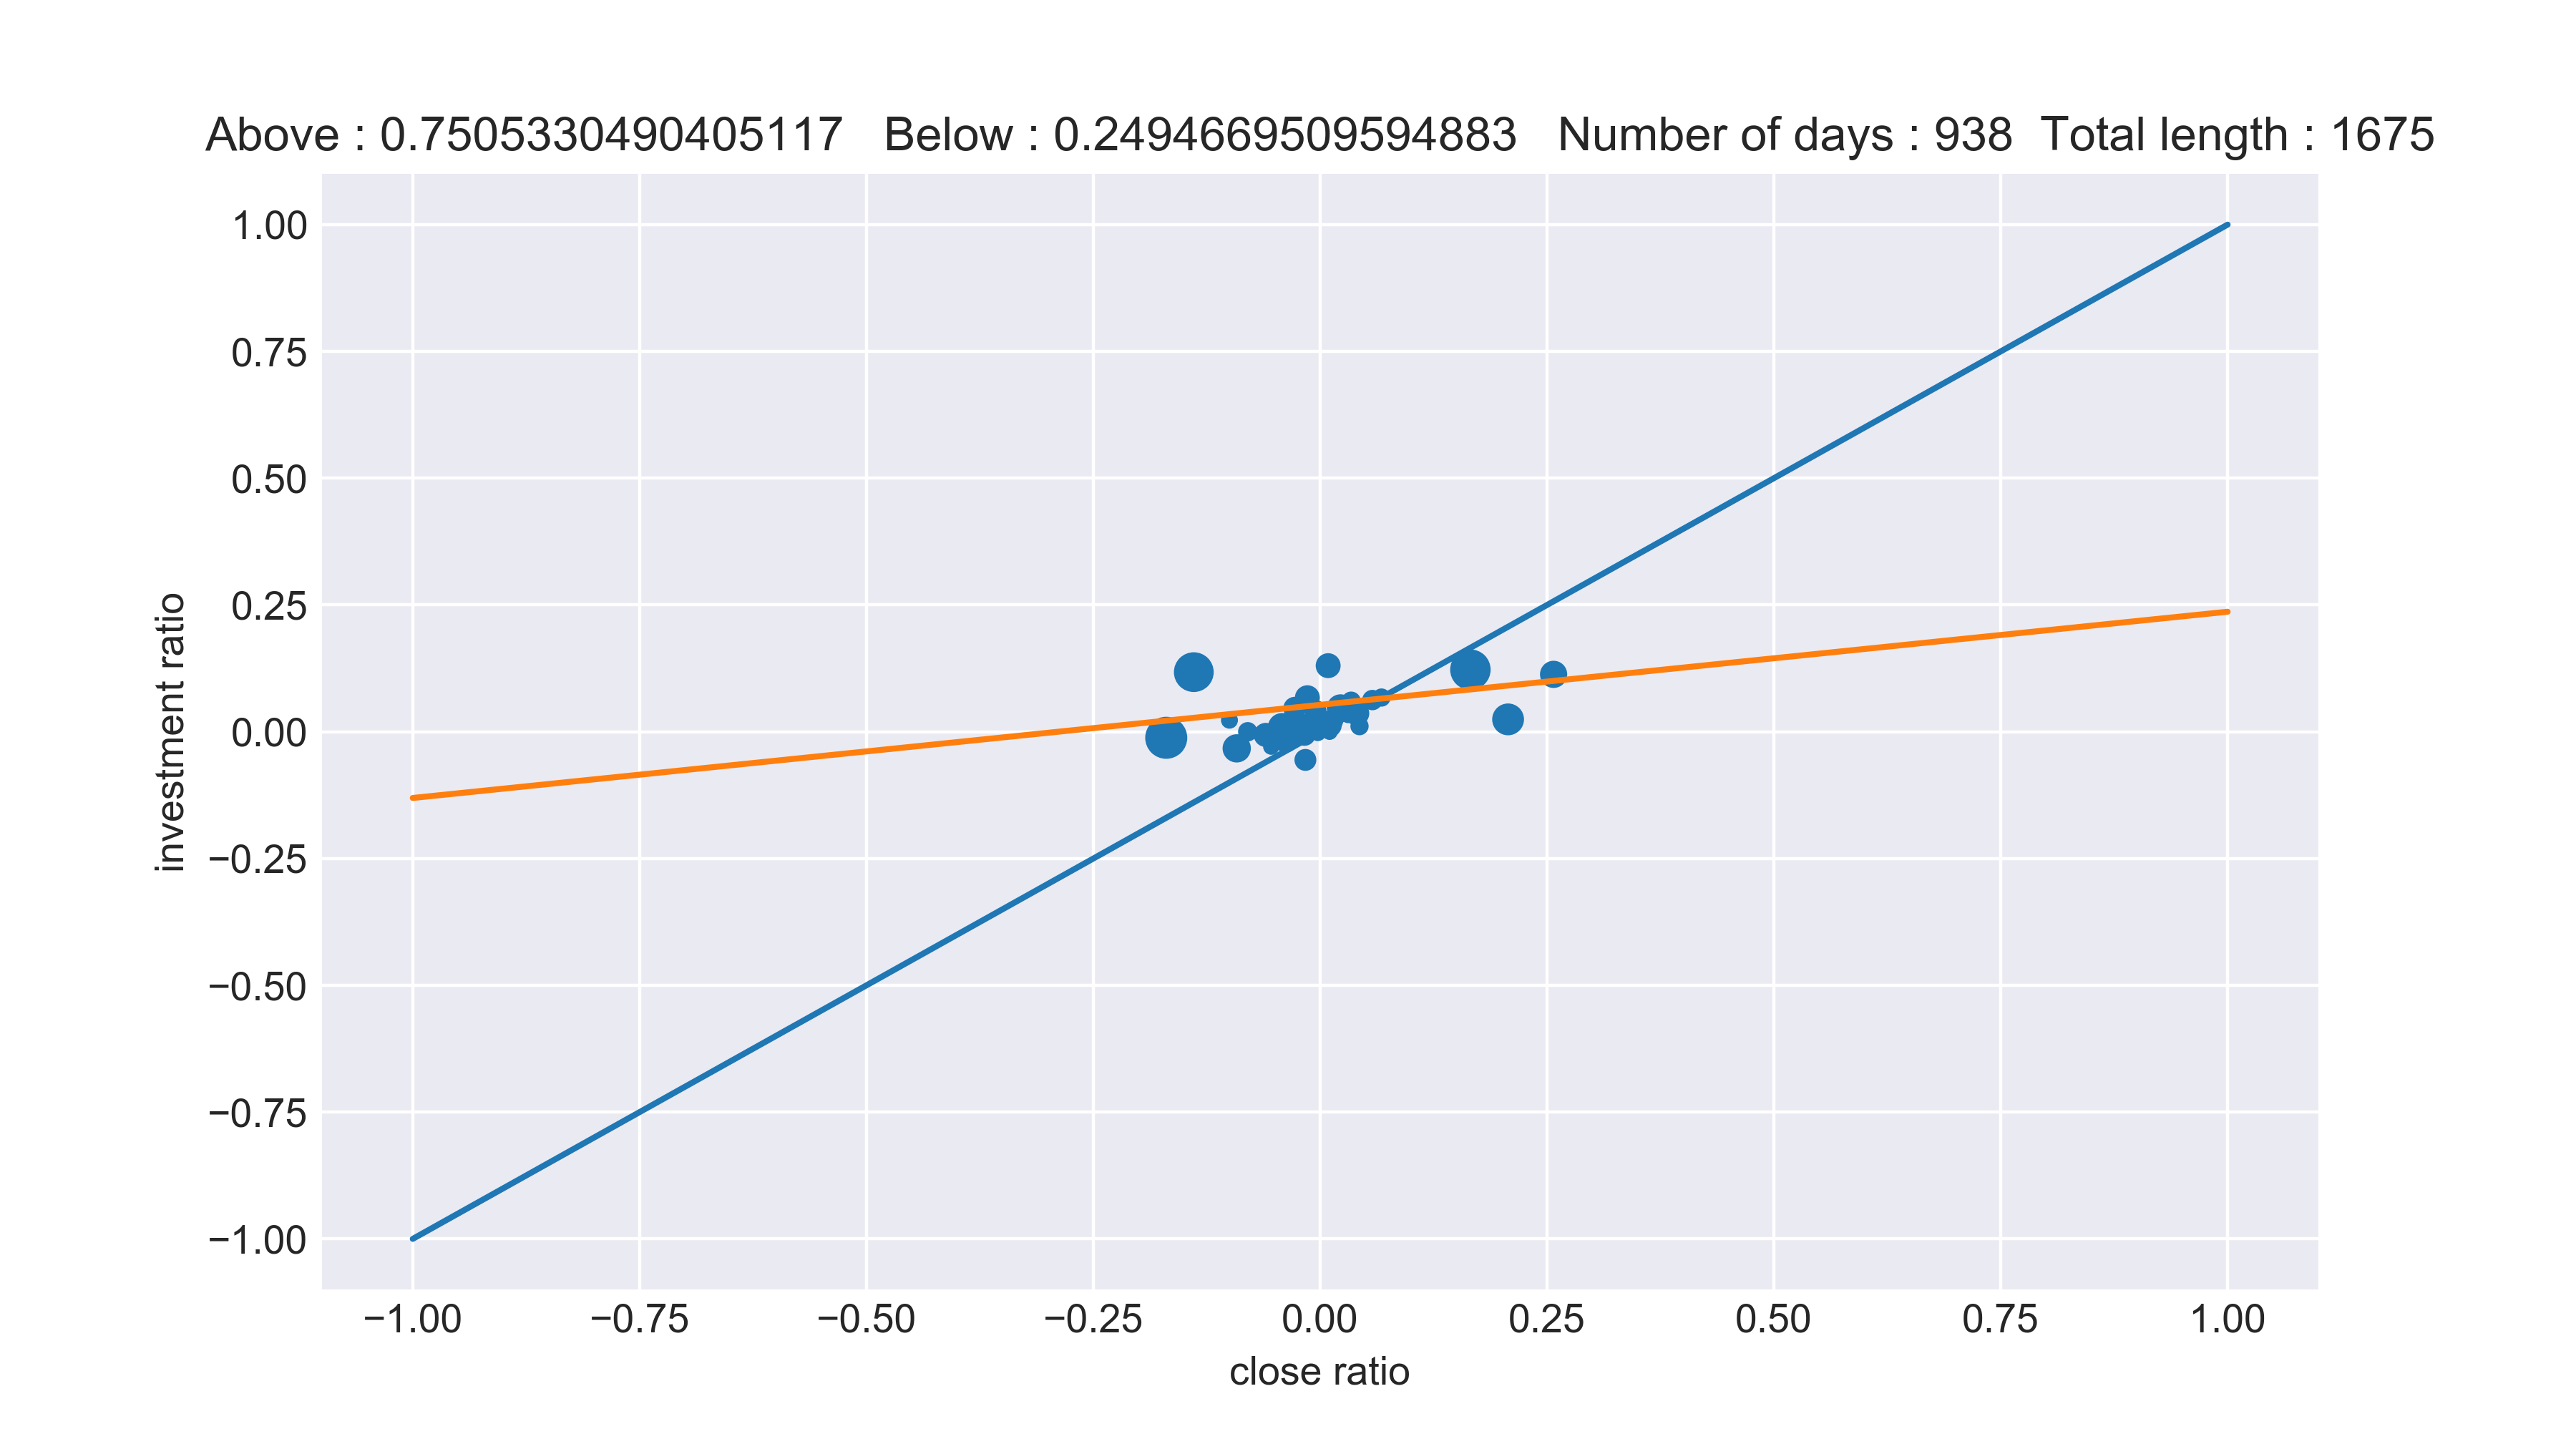 Above : 0.7505330490405117   Below : 0.2494669509594883   Number of days : 938  Total length : 1675
1.00
0.75
0.50
0.25
0.00
−0.25
−0.50
−0.75
−1.00
investment ratio
−1.00 −0.75 −0.50 −0.25 0.00 0.25 0.50 0.75 1.00
close ratio